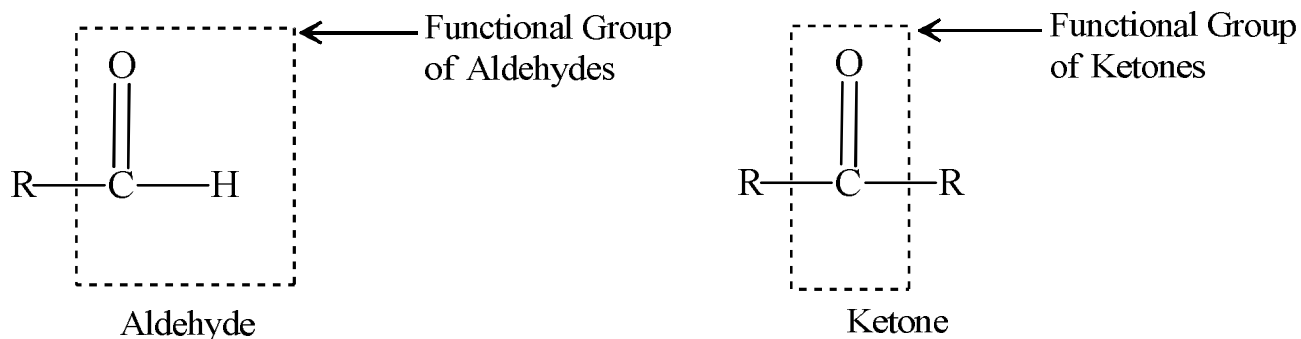 Functional Group
of Aldehydes
O
R C H
Aldehyde
Functional Group
of Ketones
O
R C R
Ketone